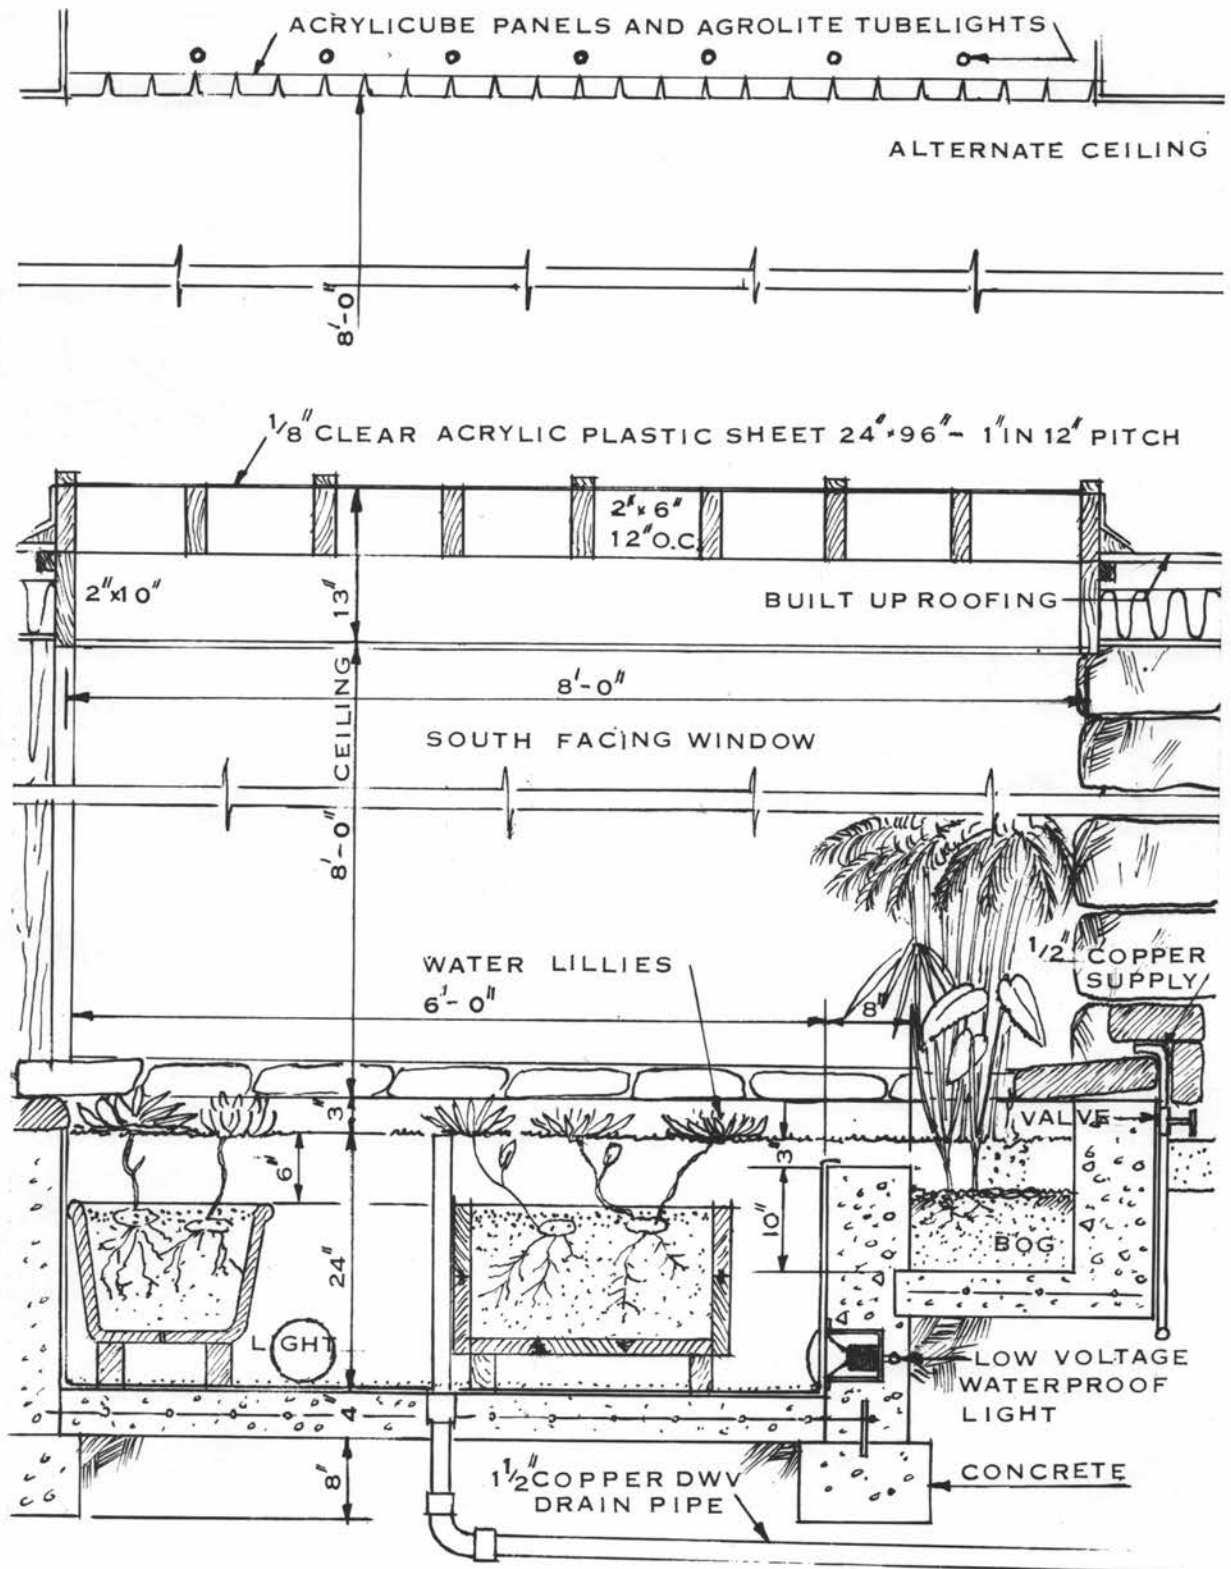 ACRYLICUBE PANELS AND AGROLITE TUBELIGHTS
ALTERNATE CEILING
8'-0"
1/8" CLEAR ACRYLIC PLASTIC SHEET 24"×96"- 1" IN 12" PITCH
2"×6"
12" O.C.
2"×10"
13"
BUILT UP ROOFING
8'-0"
8'-0" CEILING
SOUTH FACING WINDOW
WATER LILLIES
6'-0"
8"
1/2" COPPER
SUPPLY
3"
VALVE
6"
3"
24"
10"
BOG
LIGHT
LOW VOLTAGE
WATERPROOF
LIGHT
4"
8"
1 1/2" COPPER DWV
DRAIN PIPE
CONCRETE